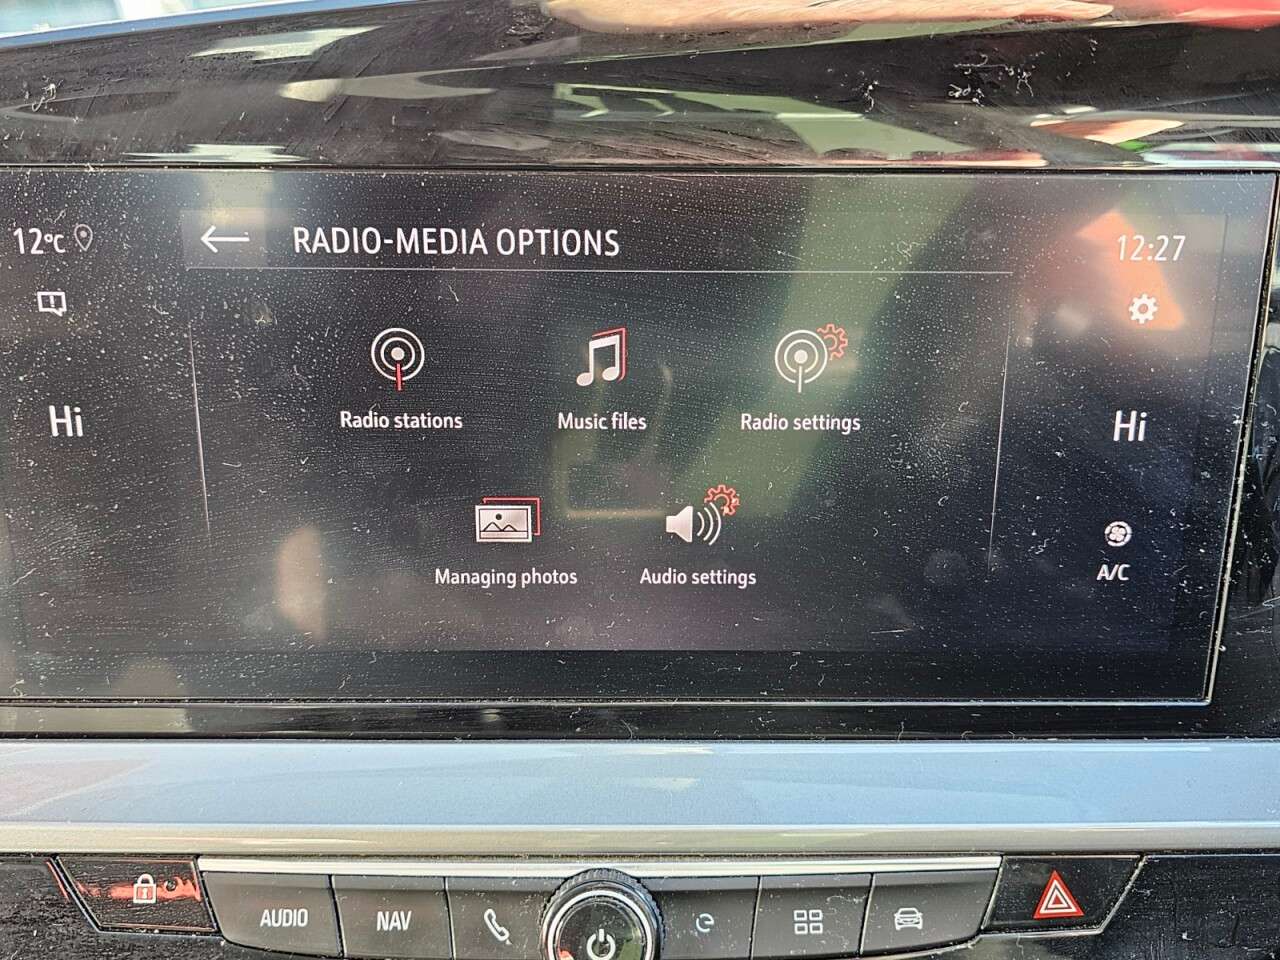 12°C
RADIO-MEDIA OPTIONS
12:27
Hi
Radio stations
Music files
Radio settings
Hi
Managing photos
Audio settings
A/C
AUDIO
NAV